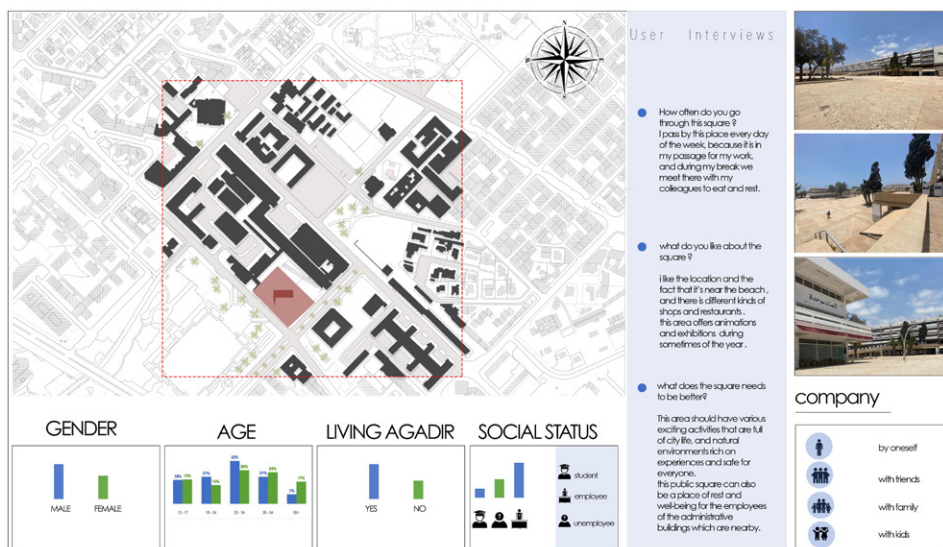 User Interviews
How often do you go
through this square ?
I pass by this place every day
of the week, because it is in
my passage for my work,
and during my break we
meet there with my
colleagues to eat and rest.
what do you like about the
square ?
i like the location and the
fact that it's near the beach ,
and there is different kinds of
shops and restaurants .
this area offers animations
and exhibitions during
sometimes of the year .
what does the square needs
to be better?
This area should have various
exciting activities that are full
of city life, and natural
environments rich on
experiences and safe for
everyone.
this public square can also
be a place of rest and
well-being for the employees
of the administrative
buildings which are nearby.
company
by oneself
with friends
with family
with kids
GENDER
MALE
FEMALE
AGE
LIVING AGADIR
YES
NO
SOCIAL STATUS
student
employee
unemployee